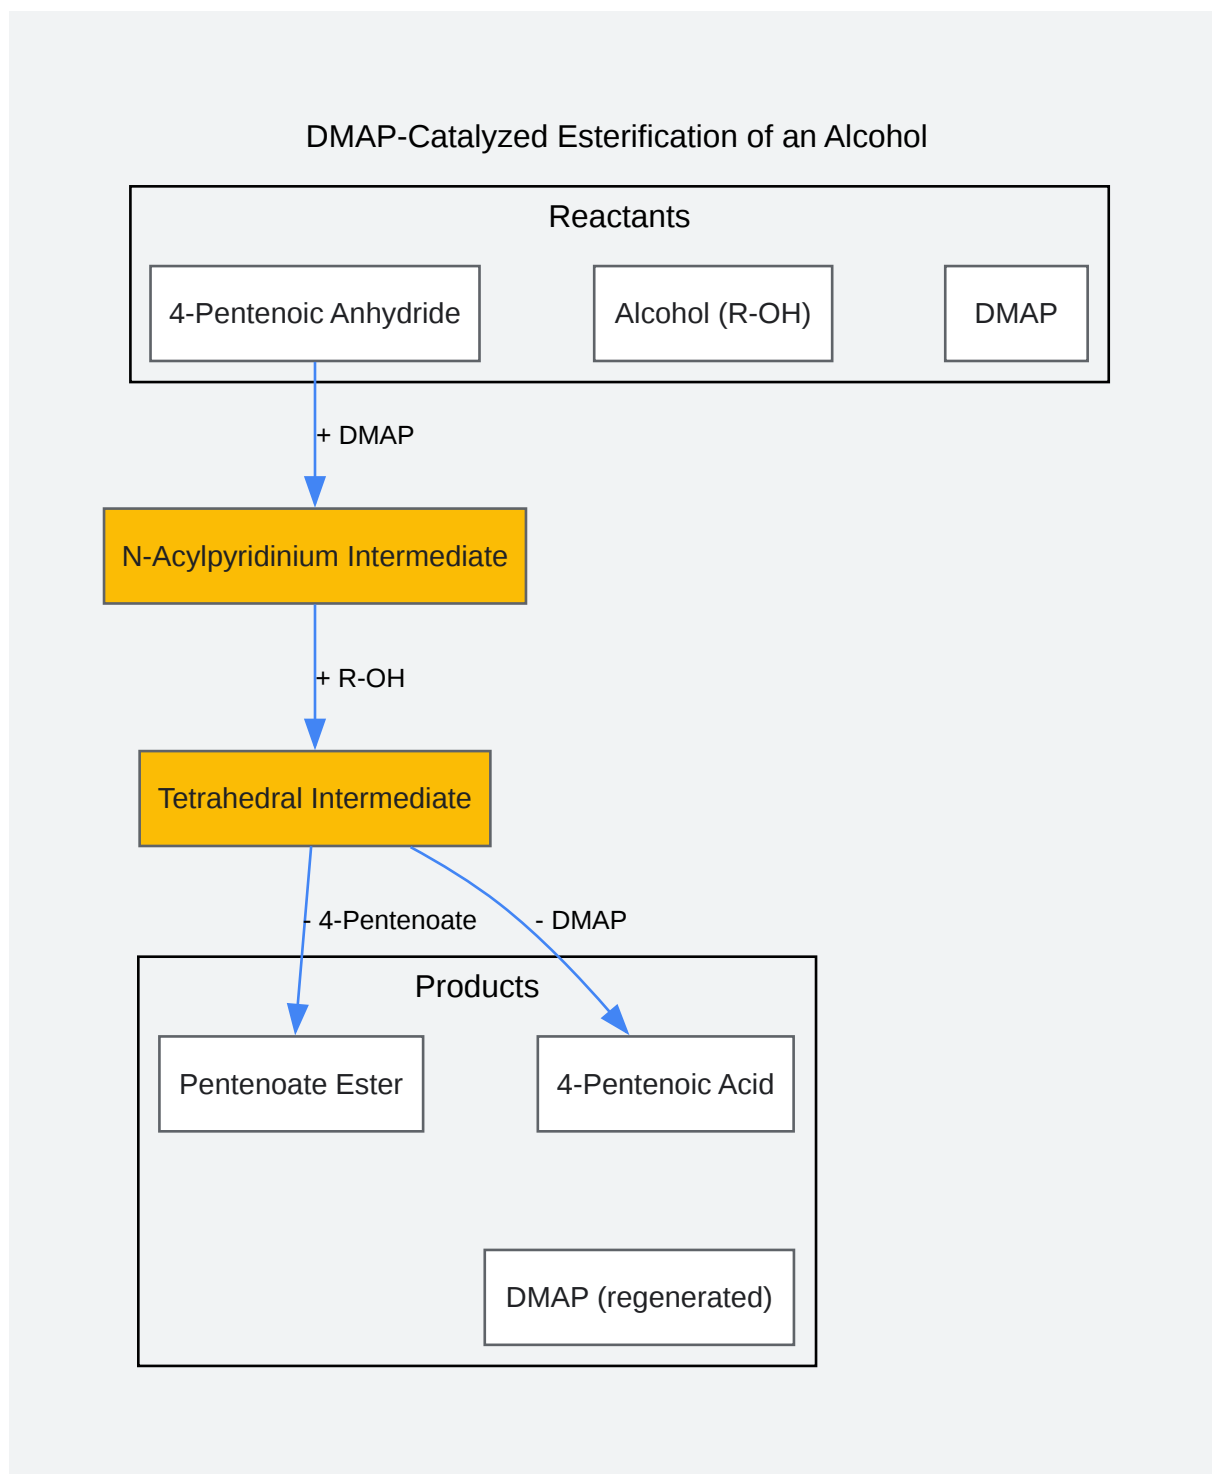 DMAP-Catalyzed Esterification of an Alcohol
Reactants
4-Pentenoic Anhydride
Alcohol (R-OH)
DMAP
+ DMAP
N-Acylpyridinium Intermediate
+ R-OH
Tetrahedral Intermediate
- 4-Pentenoate
- DMAP
Products
Pentenoate Ester
4-Pentenoic Acid
DMAP (regenerated)